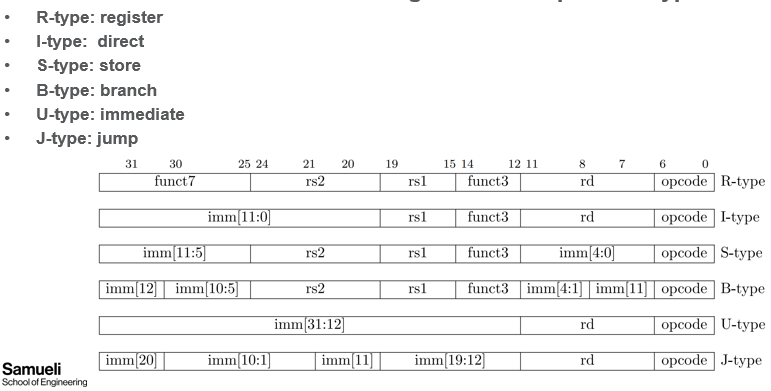 • R-type: register
• I-type: direct
• S-type: store
• B-type: branch
• U-type: immediate
• J-type: jump
31 30 25 24 21 20 19 15 14 12 11 8 7 6 0
funct7 rs2 rs1 funct3 rd opcode R-type
imm[11:0] rs1 funct3 rd opcode I-type
imm[11:5] rs2 rs1 funct3 imm[4:0] opcode S-type
imm[12] imm[10:5] rs2 rs1 funct3 imm[4:1] imm[11] opcode B-type
imm[31:12] rd opcode U-type
imm[20] imm[10:1] imm[11] imm[19:12] rd opcode J-type
Samueli
School of Engineering